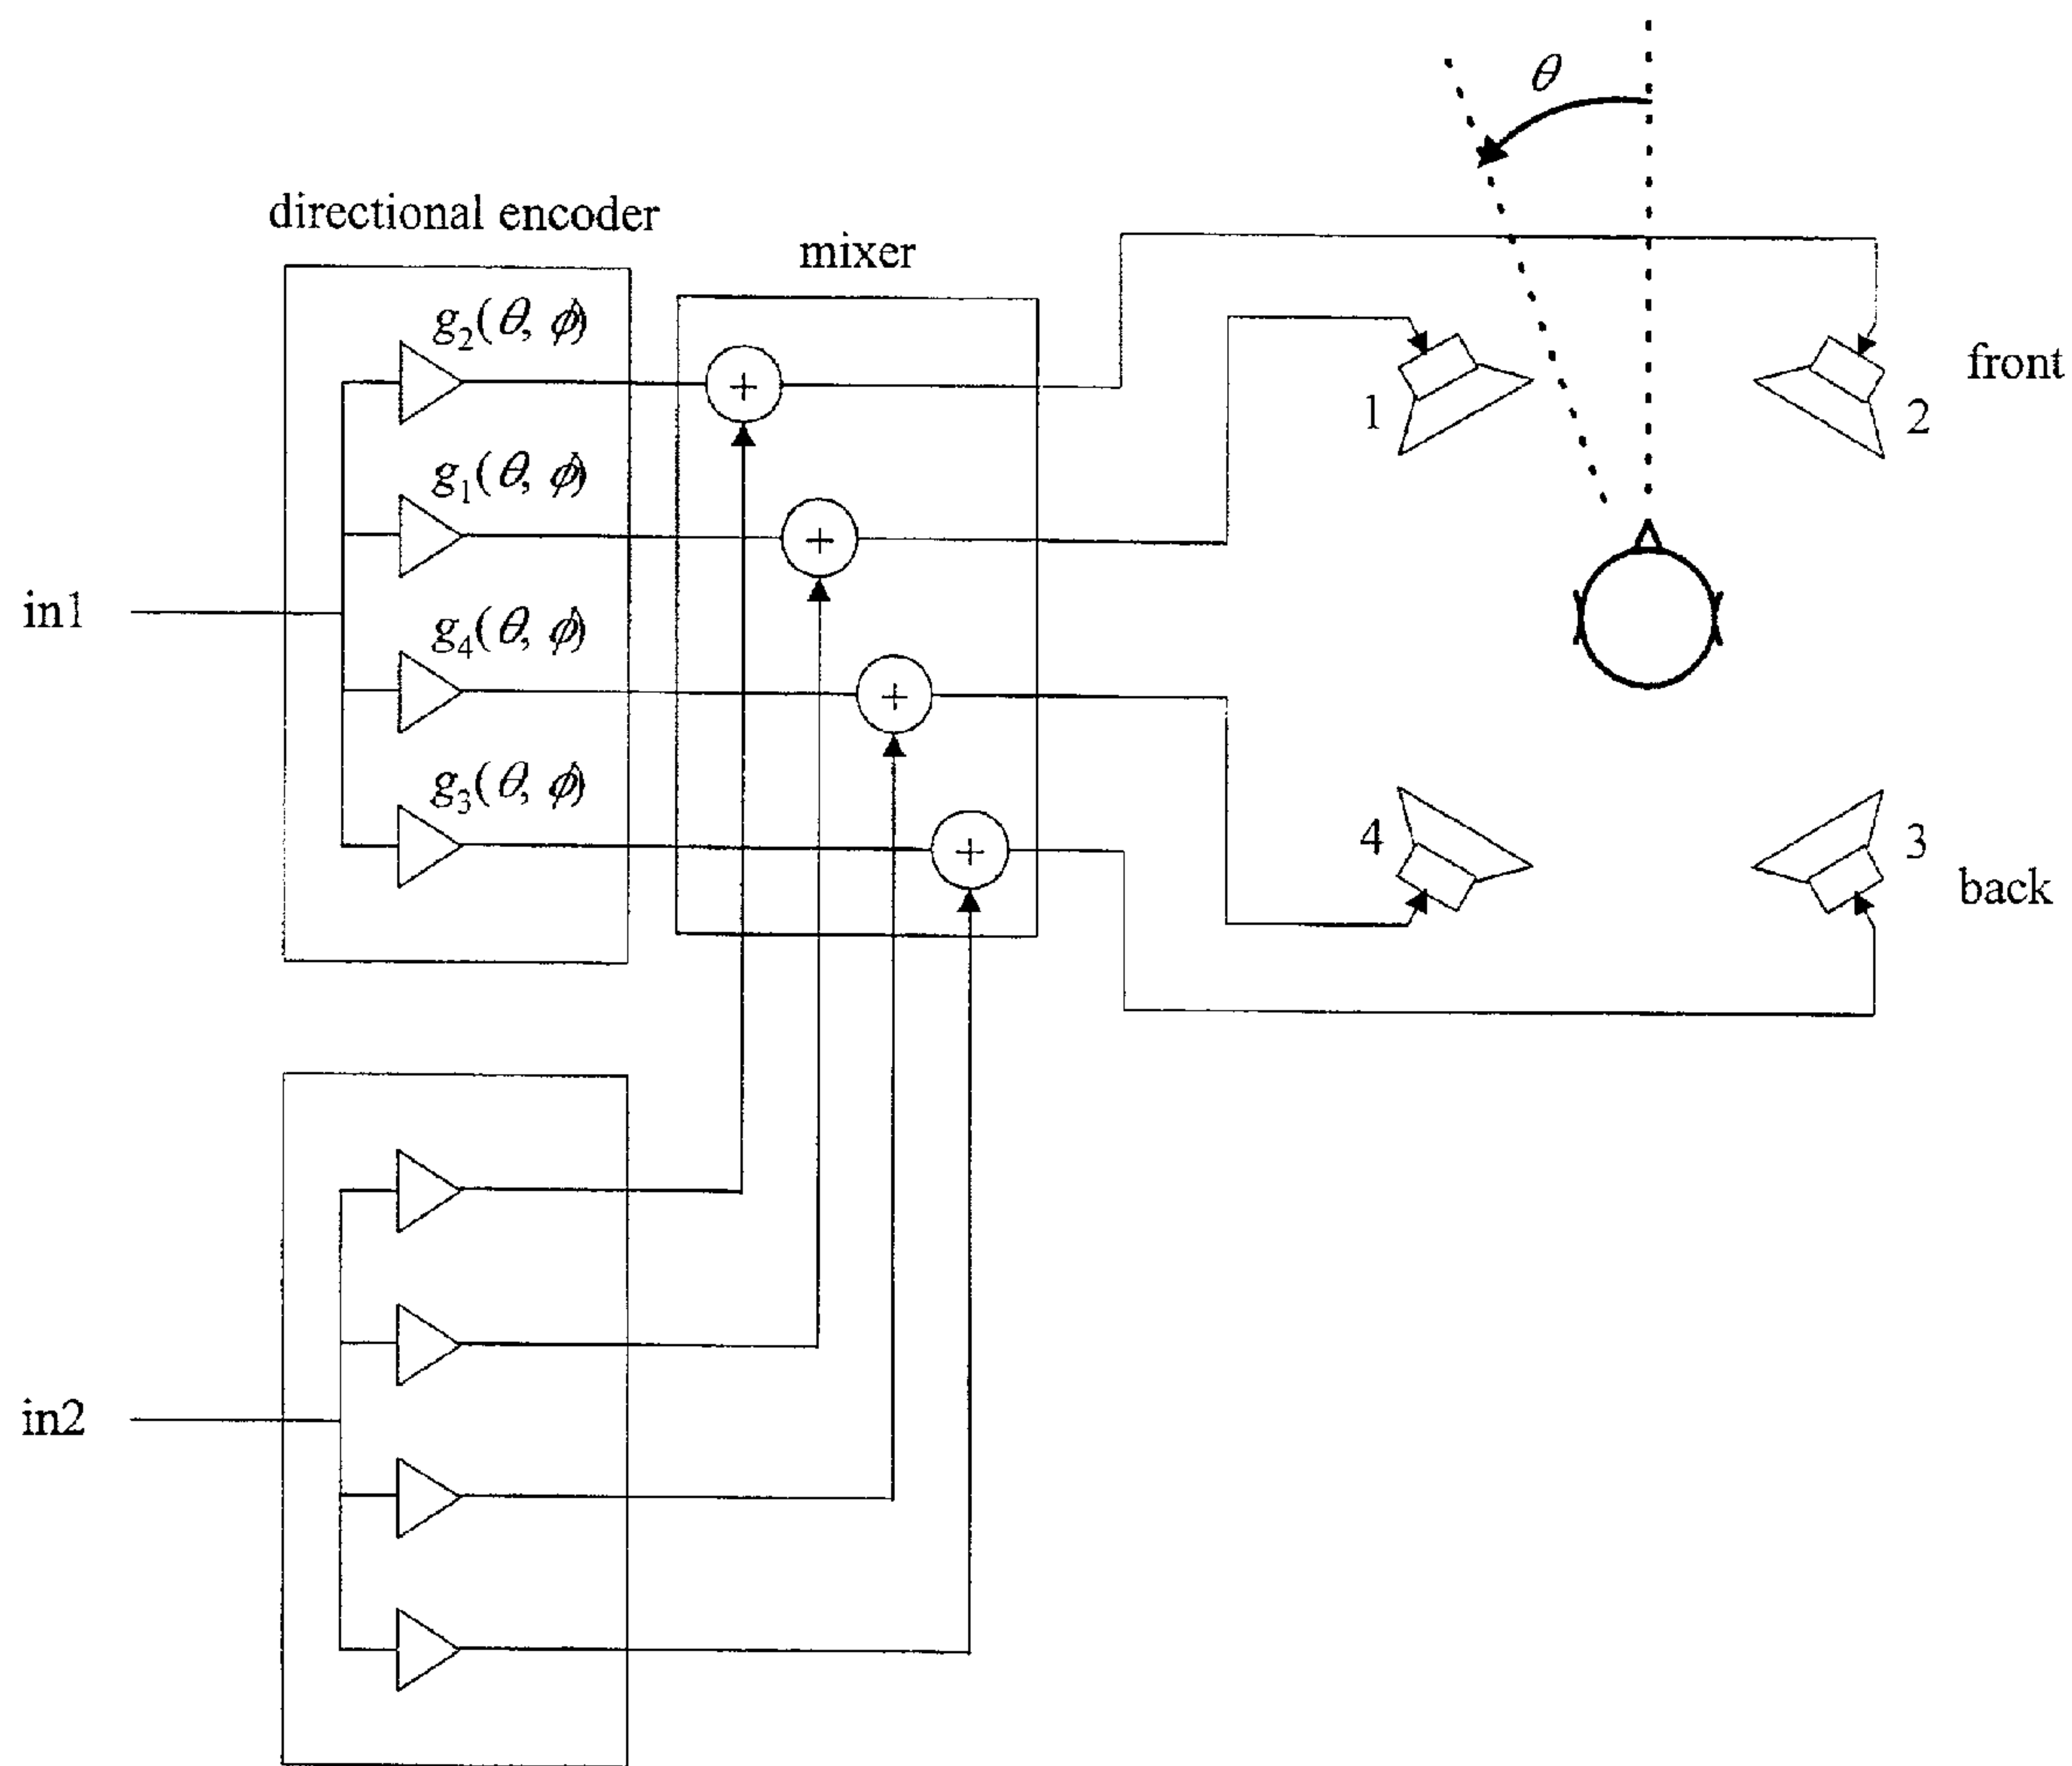 θ
directional encoder
mixer
g₂(θ, ϕ)
+
front
1
2
g₁(θ, ϕ)
+
in1
g₄(θ, ϕ)
+
g₃(θ, ϕ)
+
4
3
back
in2